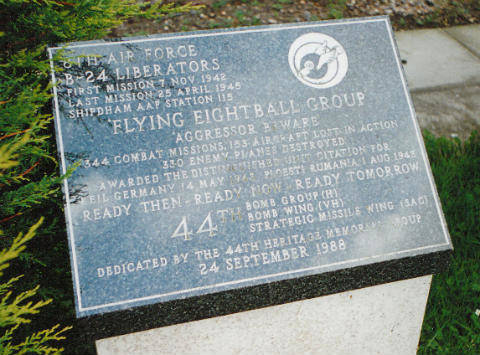 8TH AIR FORCE
B-24 LIBERATORS
FIRST MISSION 7 NOV 1942
LAST MISSION 25 APRIL 1945
SHIPDHAM AAF STATION 115
"FLYING EIGHTBALL GROUP
AGGRESSOR BEWARE
344 COMBAT MISSIONS, 153 AIRCRAFT LOST IN ACTION
330 ENEMY PLANES DESTROYED
AWARDED THE DISTINGUISHED UNIT CITATION FOR
KIEL GERMANY 14 MAY 1943, PLOESTI RUMANIA 1 AUG 1943
READY THEN - READY NOW - READY TOMORROW
44TH
BOMB GROUP (H)
BOMB WING (VH)
STRATEGIC MISSILE WING (SAC)
DEDICATED BY THE 44TH HERITAGE MEMORIAL GROUP
24 SEPTEMBER 1988